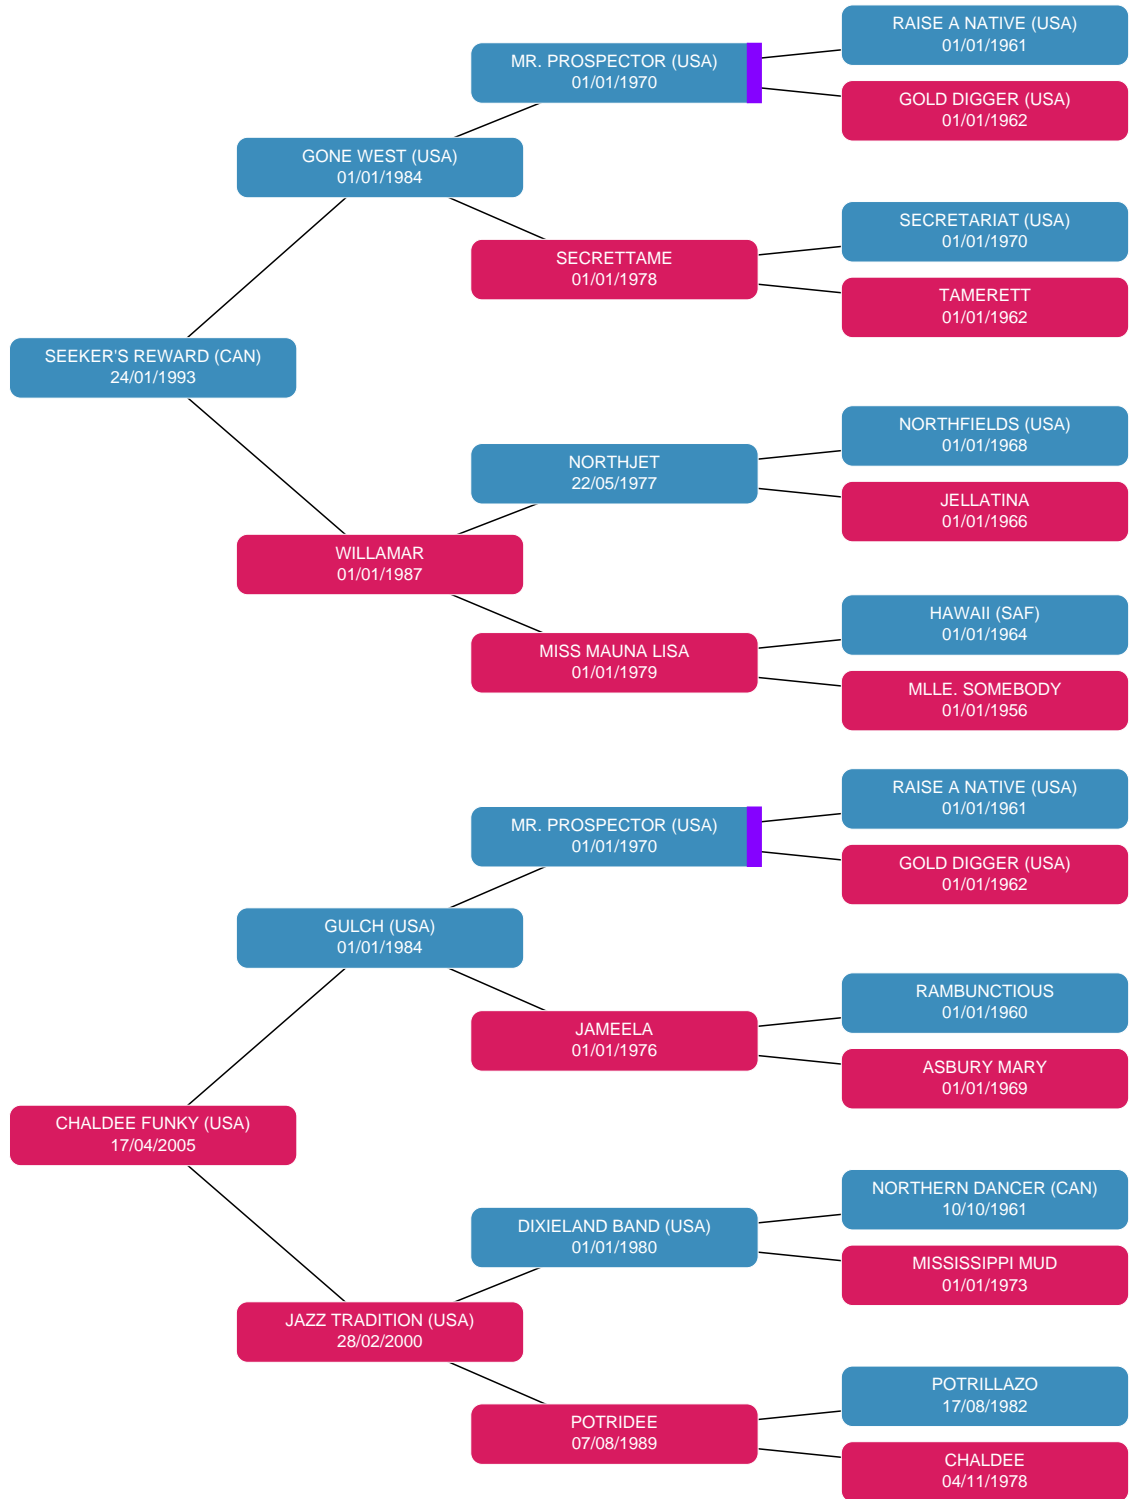 RAISE A NATIVE (USA)
01/01/1961
MR. PROSPECTOR (USA)
01/01/1970
GOLD DIGGER (USA)
01/01/1962
GONE WEST (USA)
01/01/1984
SECRETARIAT (USA)
01/01/1970
SECRETTAME
01/01/1978
TAMERETT
01/01/1962
SEEKER'S REWARD (CAN)
24/01/1993
NORTHFIELDS (USA)
01/01/1968
NORTHJET
22/05/1977
JELLATINA
01/01/1966
WILLAMAR
01/01/1987
HAWAII (SAF)
01/01/1964
MISS MAUNA LISA
01/01/1979
MLLE. SOMEBODY
01/01/1956
RAISE A NATIVE (USA)
01/01/1961
MR. PROSPECTOR (USA)
01/01/1970
GOLD DIGGER (USA)
01/01/1962
GULCH (USA)
01/01/1984
RAMBUNCTIOUS
01/01/1960
JAMEELA
01/01/1976
ASBURY MARY
01/01/1969
CHALDEE FUNKY (USA)
17/04/2005
NORTHERN DANCER (CAN)
10/10/1961
DIXIELAND BAND (USA)
01/01/1980
MISSISSIPPI MUD
01/01/1973
JAZZ TRADITION (USA)
28/02/2000
POTRILLAZO
17/08/1982
POTRIDEE
07/08/1989
CHALDEE
04/11/1978